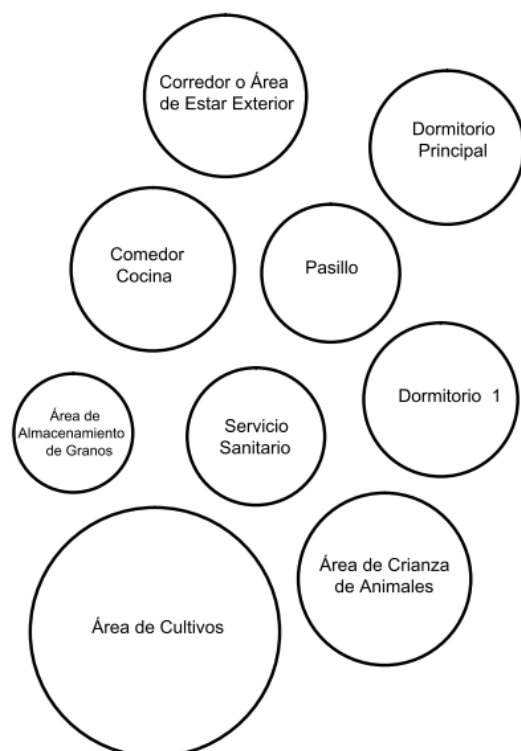 Corredor o Área
de Estar Exterior
Dormitorio
Principal
Comedor
Cocina
Pasillo
Dormitorio 1
Área de
Almacenamiento
de Granos
Servicio
Sanitario
Área de Crianza
de Animales
Área de Cultivos